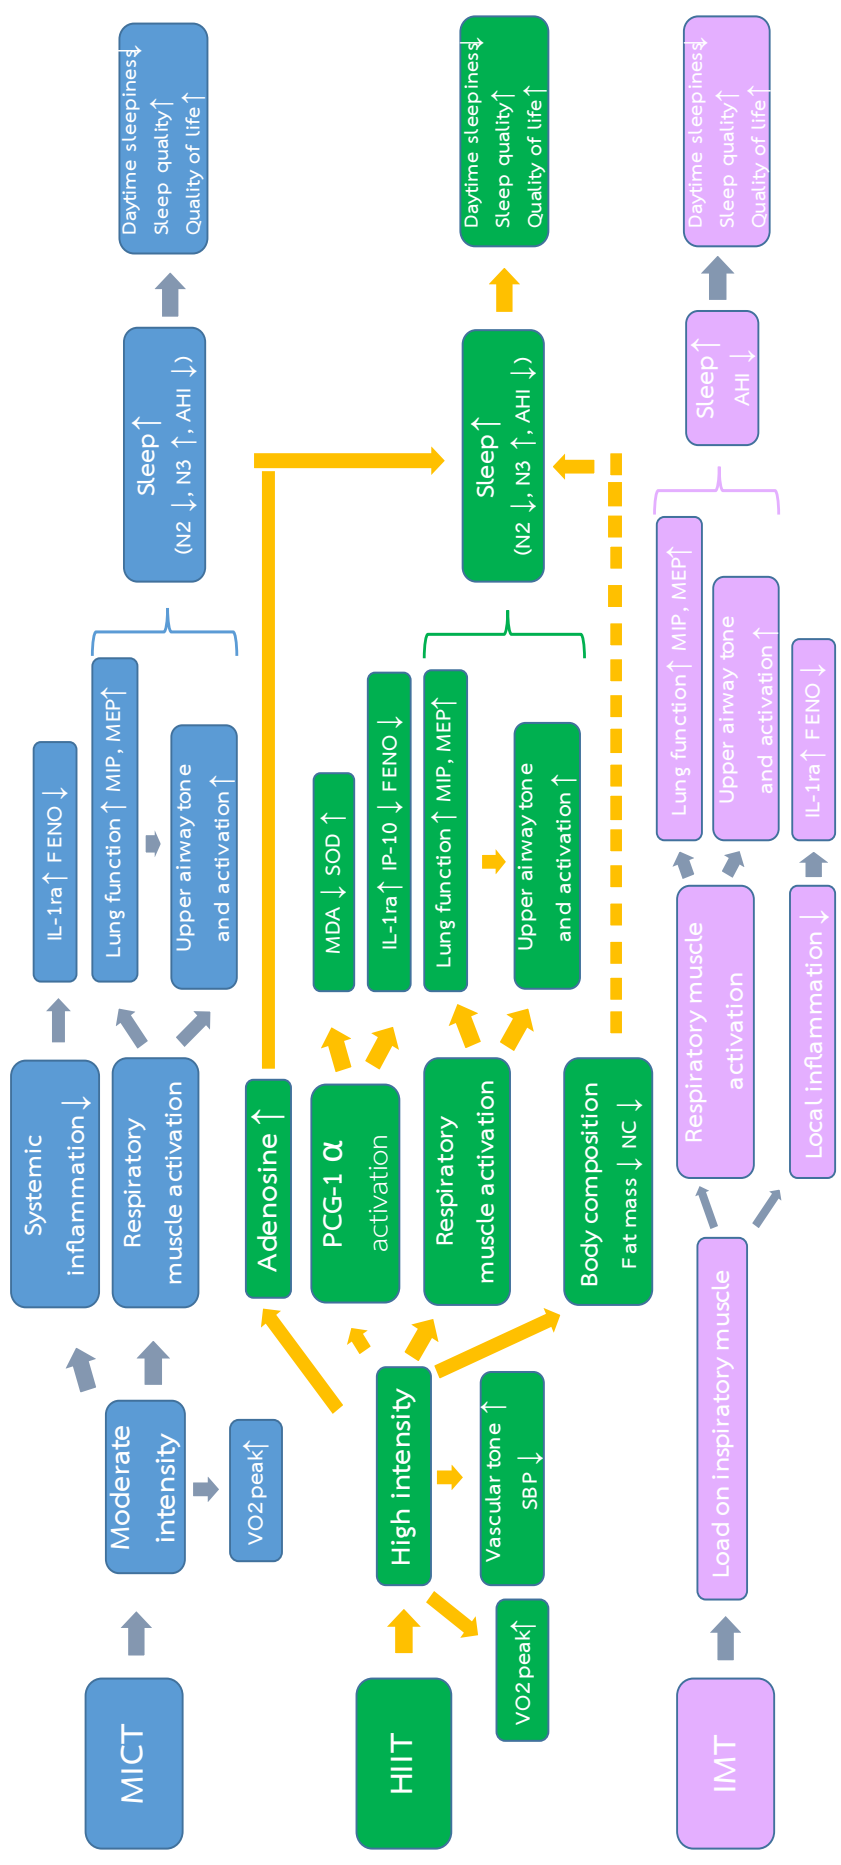 MICT
Moderate
intensity
VO2peak↑
Systemic
inflammation↓
Respiratory
muscle activation
IL-1ra↑ FENO ↓
Lung function↑ MIP, MEP↑
Upper airway tone
and activation ↑
Sleep↑
(N2 ↓, N3 ↑, AHI ↓)
Daytime sleepiness↓
Sleep quality↑
Quality of life↑
HIIT
High intensity
VO2peak↑
Vascular tone ↑
SBP ↓
Adenosine ↑
PCG-1 α
activation
Respiratory
muscle activation
Body composition
Fat mass ↓ NC ↓
MDA ↓ SOD ↑
IL-1ra↑ IP-10 ↓ FENO ↓
Lung function ↑ MIP, MEP↑
Upper airway tone
and activation ↑
Sleep↑
(N2 ↓, N3 ↑, AHI ↓)
Daytime sleepiness↓
Sleep quality↑
Quality of life↑
IMT
Load on inspiratory muscle
Respiratory muscle
activation
Local inflammation ↓
Lung function↑ MIP, MEP↑
Upper airway tone
and activation ↑
IL-1ra↑ FENO ↓
Sleep↑
AHI ↓
Daytime sleepiness↓
Sleep quality↑
Quality of life↑